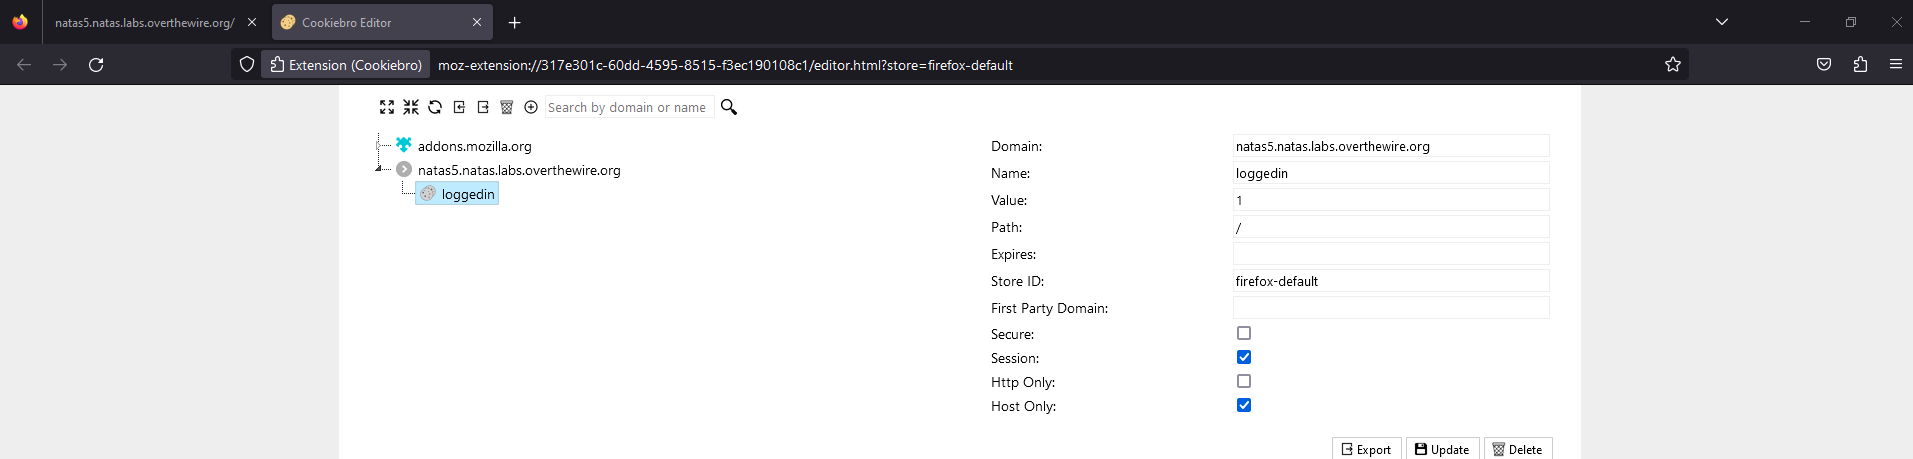 natas5.natas.labs.overthewire.org/ Cookiebro Editor
Extension (Cookiebro) moz-extension://317e301c-60dd-4595-8515-f3ec190108c1/editor.html?store=firefox-default
Search by domain or name
addons.mozilla.org
natas5.natas.labs.overthewire.org
loggedin
Domain: natas5.natas.labs.overthewire.org
Name: loggedin
Value: 1
Path: /
Expires:
Store ID: firefox-default
First Party Domain:
Secure:
Session:
Http Only:
Host Only:
Export Update Delete